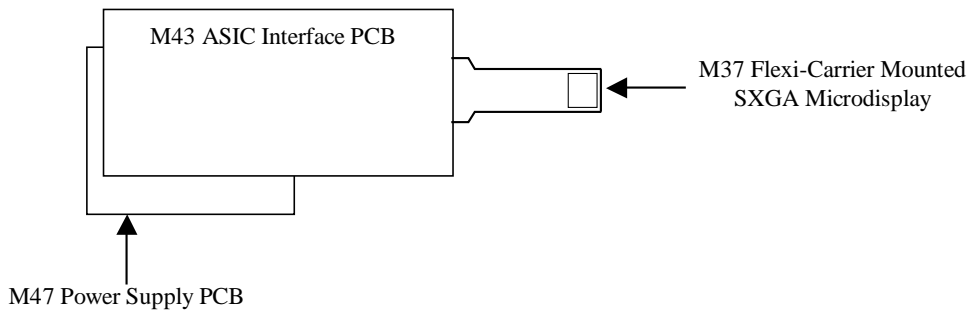 M43 ASIC Interface PCB
M37 Flexi-Carrier Mounted
SXGA Microdisplay
M47 Power Supply PCB